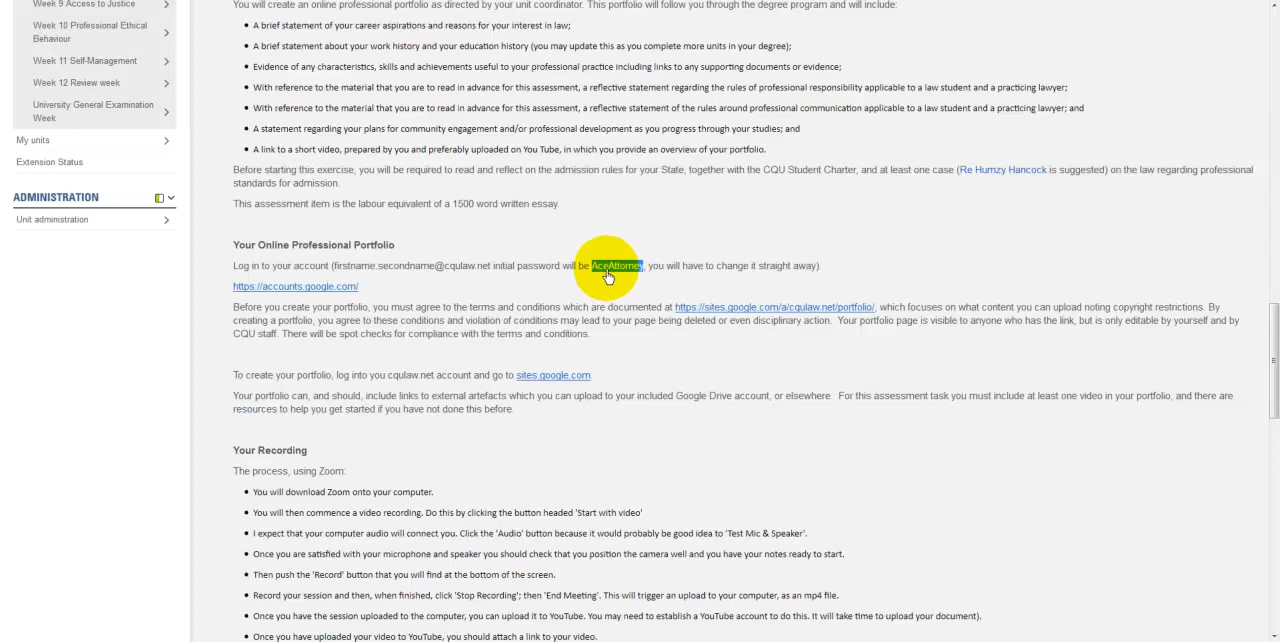 Week 9 Access to Justice
Week 10 Professional Ethical
Behaviour
Week 11 Self-Management
Week 12 Review week
University General Examination
Week
My units
Extension Status
ADMINISTRATION
Unit administration
You will create an online professional portfolio as directed by your unit coordinator. This portfolio will follow you through the degree program and will include:
• A brief statement of your career aspirations and reasons for your interest in law;
• A brief statement about your work history and your education history (you may update this as you complete more units in your degree);
• Evidence of any characteristics, skills and achievements useful to your professional practice including links to any supporting documents or evidence;
• With reference to the material that you are to read in advance for this assessment, a reflective statement regarding the rules of professional responsibility applicable to a law student and a practicing lawyer;
• With reference to the material that you are to read in advance for this assessment, a reflective statement of the rules around professional communication applicable to a law student and a practicing lawyer; and
• A statement regarding your plans for community engagement and/or professional development as you progress through your studies; and
• A link to a short video, prepared by you and preferably uploaded on You Tube, in which you provide an overview of your portfolio.
Before starting this exercise, you will be required to read and reflect on the admission rules for your State, together with the CQU Student Charter, and at least one case (Re Humzy Hancock is suggested) on the law regarding professional
standards for admission.
This assessment item is the labour equivalent of a 1500 word written essay.
Your Online Professional Portfolio
Log in to your account (firstname.secondname@cqulaw.net initial password will be AceAttorney, you will have to change it straight away).
https://accounts.google.com/
Before you create your portfolio, you must agree to the terms and conditions which are documented at https://sites.google.com/a/cqulaw.net/portfolio/, which focuses on what content you can upload noting copyright restrictions. By
creating a portfolio, you agree to these conditions and violation of conditions may lead to your page being deleted or even disciplinary action. Your portfolio page is visible to anyone who has the link, but is only editable by yourself and by
CQU staff. There will be spot checks for compliance with the terms and conditions.
To create your portfolio, log into you cqulaw.net account and go to sites.google.com.
Your portfolio can, and should, include links to external artefacts which you can upload to your included Google Drive account, or elsewhere. For this assessment task you must include at least one video in your portfolio, and there are
resources to help you get started if you have not done this before.
Your Recording
The process, using Zoom:
• You will download Zoom onto your computer.
• You will then commence a video recording. Do this by clicking the button headed 'Start with video'
• I expect that your computer audio will connect you. Click the 'Audio' button because it would probably be good idea to 'Test Mic & Speaker'.
• Once you are satisfied with your microphone and speaker you should check that you position the camera well and you have your notes ready to start.
• Then push the 'Record' button that you will find at the bottom of the screen.
• Record your session and then, when finished, click 'Stop Recording'; then 'End Meeting'. This will trigger an upload to your computer, as an mp4 file.
• Once you have the session uploaded to the computer, you can upload it to YouTube. You may need to establish a YouTube account to do this. It will take time to upload your document).
• Once you have uploaded your video to YouTube, you should attach a link to your video.